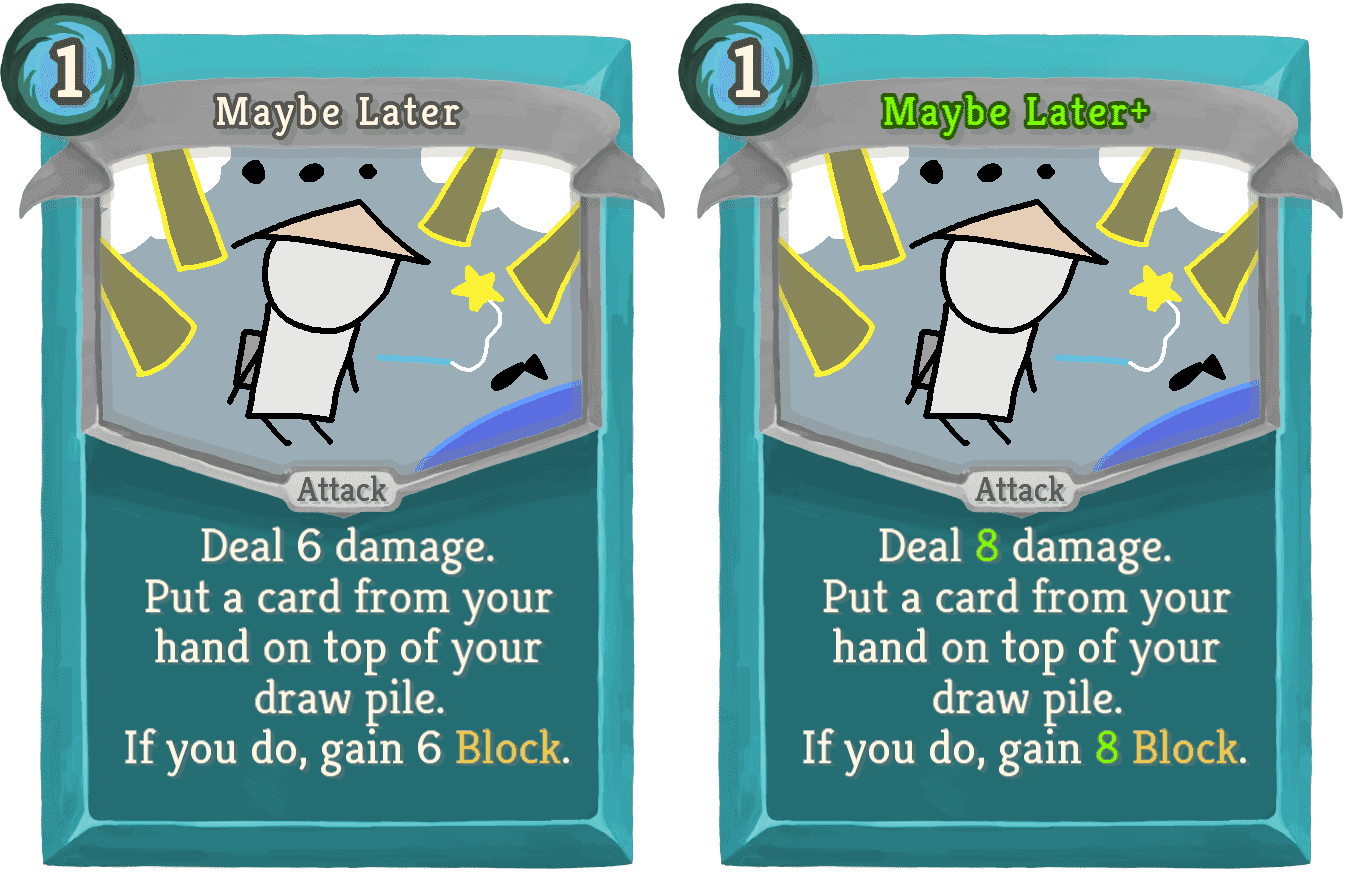 1
Maybe Later
Attack
Deal 6 damage.
Put a card from your
hand on top of your
draw pile.
If you do, gain 6 Block.
1
Maybe Later+
Attack
Deal 8 damage.
Put a card from your
hand on top of your
draw pile.
If you do, gain 8 Block.